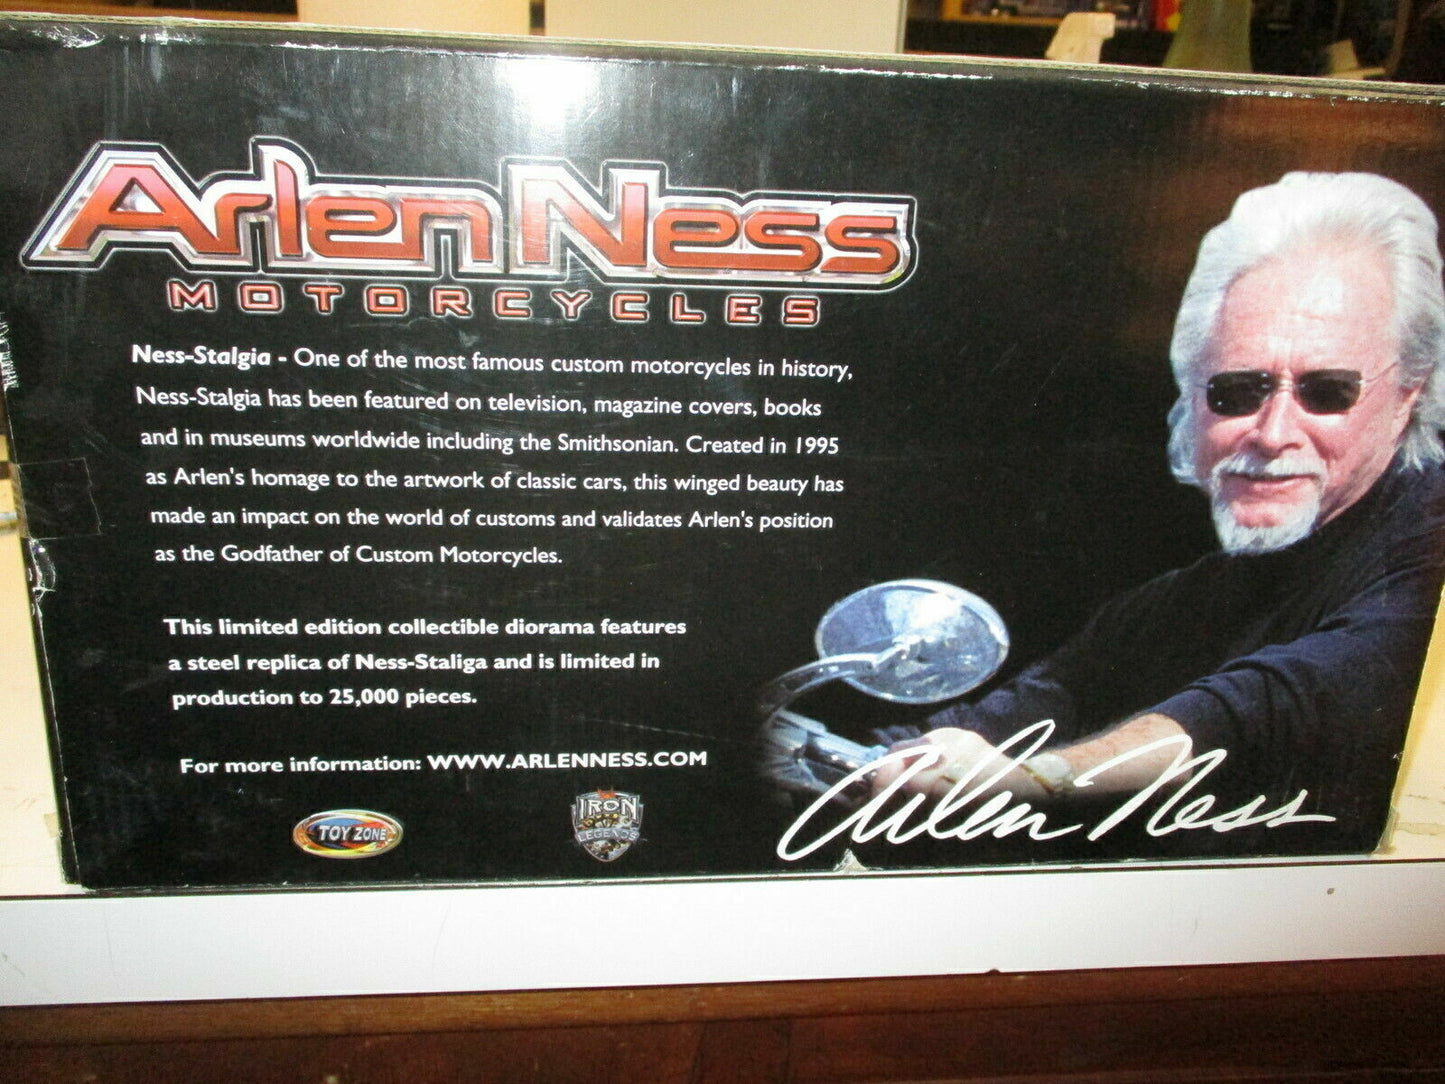 Arlen Ness
MOTORCYCLES
Ness-Stalgia - One of the most famous custom motorcycles in history,
Ness-Stalgia has been featured on television, magazine covers, books
and in museums worldwide including the Smithsonian. Created in 1995
as Arlen's homage to the artwork of classic cars, this winged beauty has
made an impact on the world of customs and validates Arlen's position
as the Godfather of Custom Motorcycles.
This limited edition collectible diorama features
a steel replica of Ness-Staliga and is limited in
production to 25,000 pieces.
For more information: WWW.ARLENNESS.COM
TOY ZONE
IRON
LEGENDS
Arlen Ness